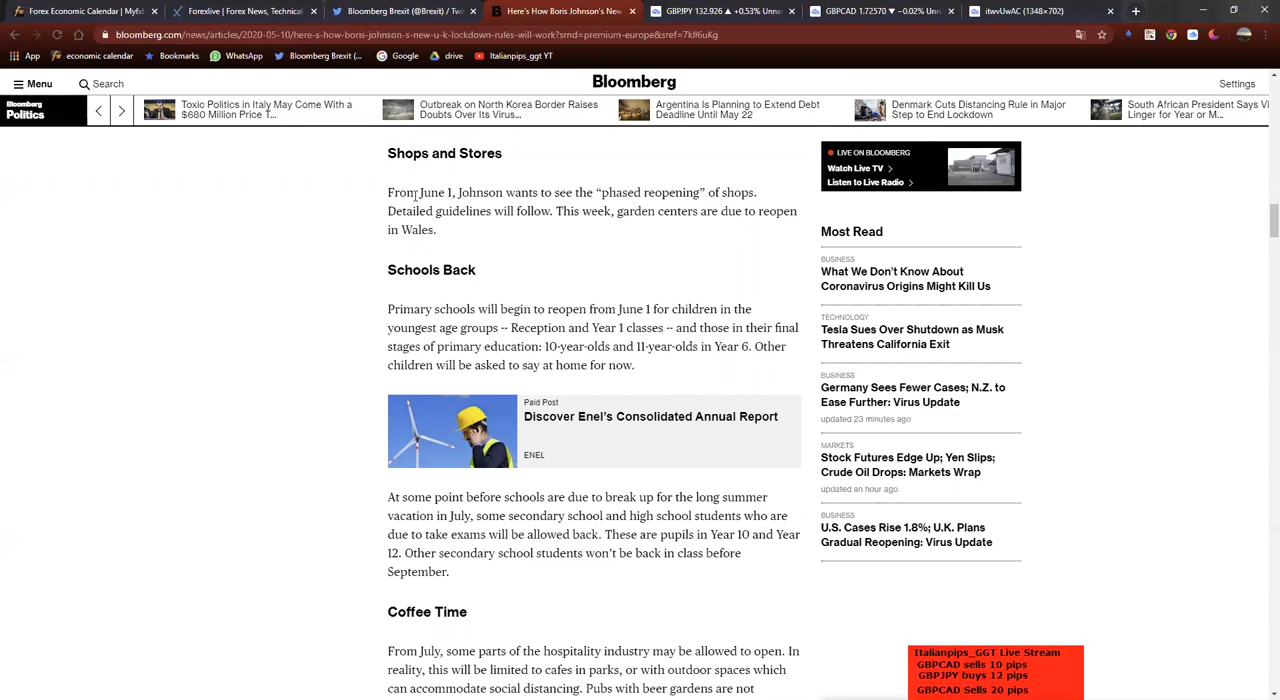 Forex Economic Calendar | Myfx
Forexlive | Forex News, Technical
Bloomberg Brexit (@Brexit) / Tw
Here's How Boris Johnson's New
GBPJPY 132.926 ▲ +0.53% Unn
GBPCAD 1.72570 ▼ −0.02% Un
itwvUwAC (1348×702)
bloomberg.com/news/articles/2020-05-10/here-s-how-boris-johnson-s-new-u-k-lockdown-rules-will-work?srnd=premium-europe&sref=7kIl6uKg
App
economic calendar
Bookmarks
WhatsApp
Bloomberg Brexit (...
Google
drive
Italianpips_ggt YT
Menu
Search
Bloomberg
Settings
Bloomberg
Politics
Toxic Politics in Italy May Come With a
$680 Million Price T...
Outbreak on North Korea Border Raises
Doubts Over Its Virus...
Argentina Is Planning to Extend Debt
Deadline Until May 22
Denmark Cuts Distancing Rule in Major
Step to End Lockdown
South African President Says Vi
Linger for Year or M...
Shops and Stores
From June 1, Johnson wants to see the “phased reopening” of shops.
Detailed guidelines will follow. This week, garden centers are due to reopen
in Wales.
Schools Back
Primary schools will begin to reopen from June 1 for children in the
youngest age groups -- Reception and Year 1 classes -- and those in their final
stages of primary education: 10-year-olds and 11-year-olds in Year 6. Other
children will be asked to say at home for now.
Paid Post
Discover Enel’s Consolidated Annual Report
ENEL
At some point before schools are due to break up for the long summer
vacation in July, some secondary school and high school students who are
due to take exams will be allowed back. These are pupils in Year 10 and Year
12. Other secondary school students won’t be back in class before
September.
Coffee Time
From July, some parts of the hospitality industry may be allowed to open. In
reality, this will be limited to cafes in parks, or with outdoor spaces which
can accommodate social distancing. Pubs with beer gardens are not
LIVE ON BLOOMBERG
Watch Live TV
Listen to Live Radio
Most Read
BUSINESS
What We Don't Know About
Coronavirus Origins Might Kill Us
TECHNOLOGY
Tesla Sues Over Shutdown as Musk
Threatens California Exit
BUSINESS
Germany Sees Fewer Cases; N.Z. to
Ease Further: Virus Update
updated 23 minutes ago
MARKETS
Stock Futures Edge Up; Yen Slips;
Crude Oil Drops: Markets Wrap
updated an hour ago
BUSINESS
U.S. Cases Rise 1.8%; U.K. Plans
Gradual Reopening: Virus Update
Italianpips_GGT Live Stream
GBPCAD sells 10 pips
GBPJPY buys 12 pips
GBPCAD Sells 20 pips